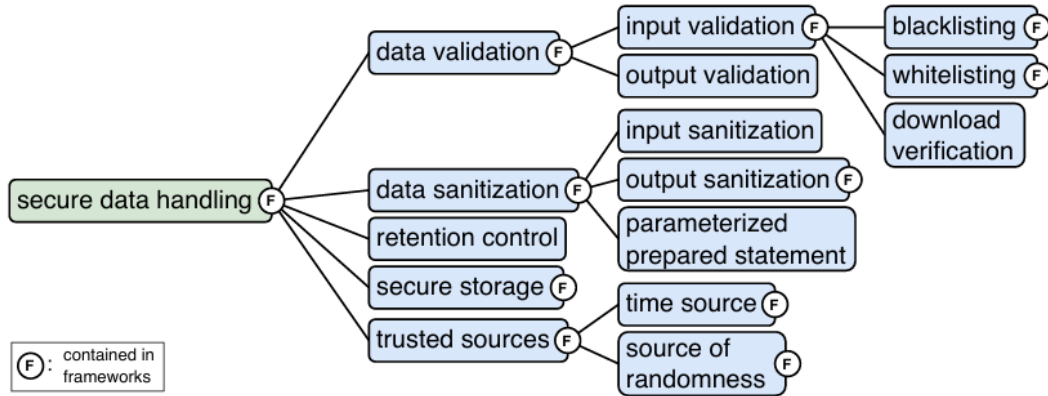 secure data handling F
data validation F
input validation F
blacklisting F
whitelisting F
download
verification
output validation
data sanitization F
input sanitization
output sanitization F
parameterized
prepared statement
retention control
secure storage F
trusted sources F
time source F
source of
randomness F
F : contained in
frameworks